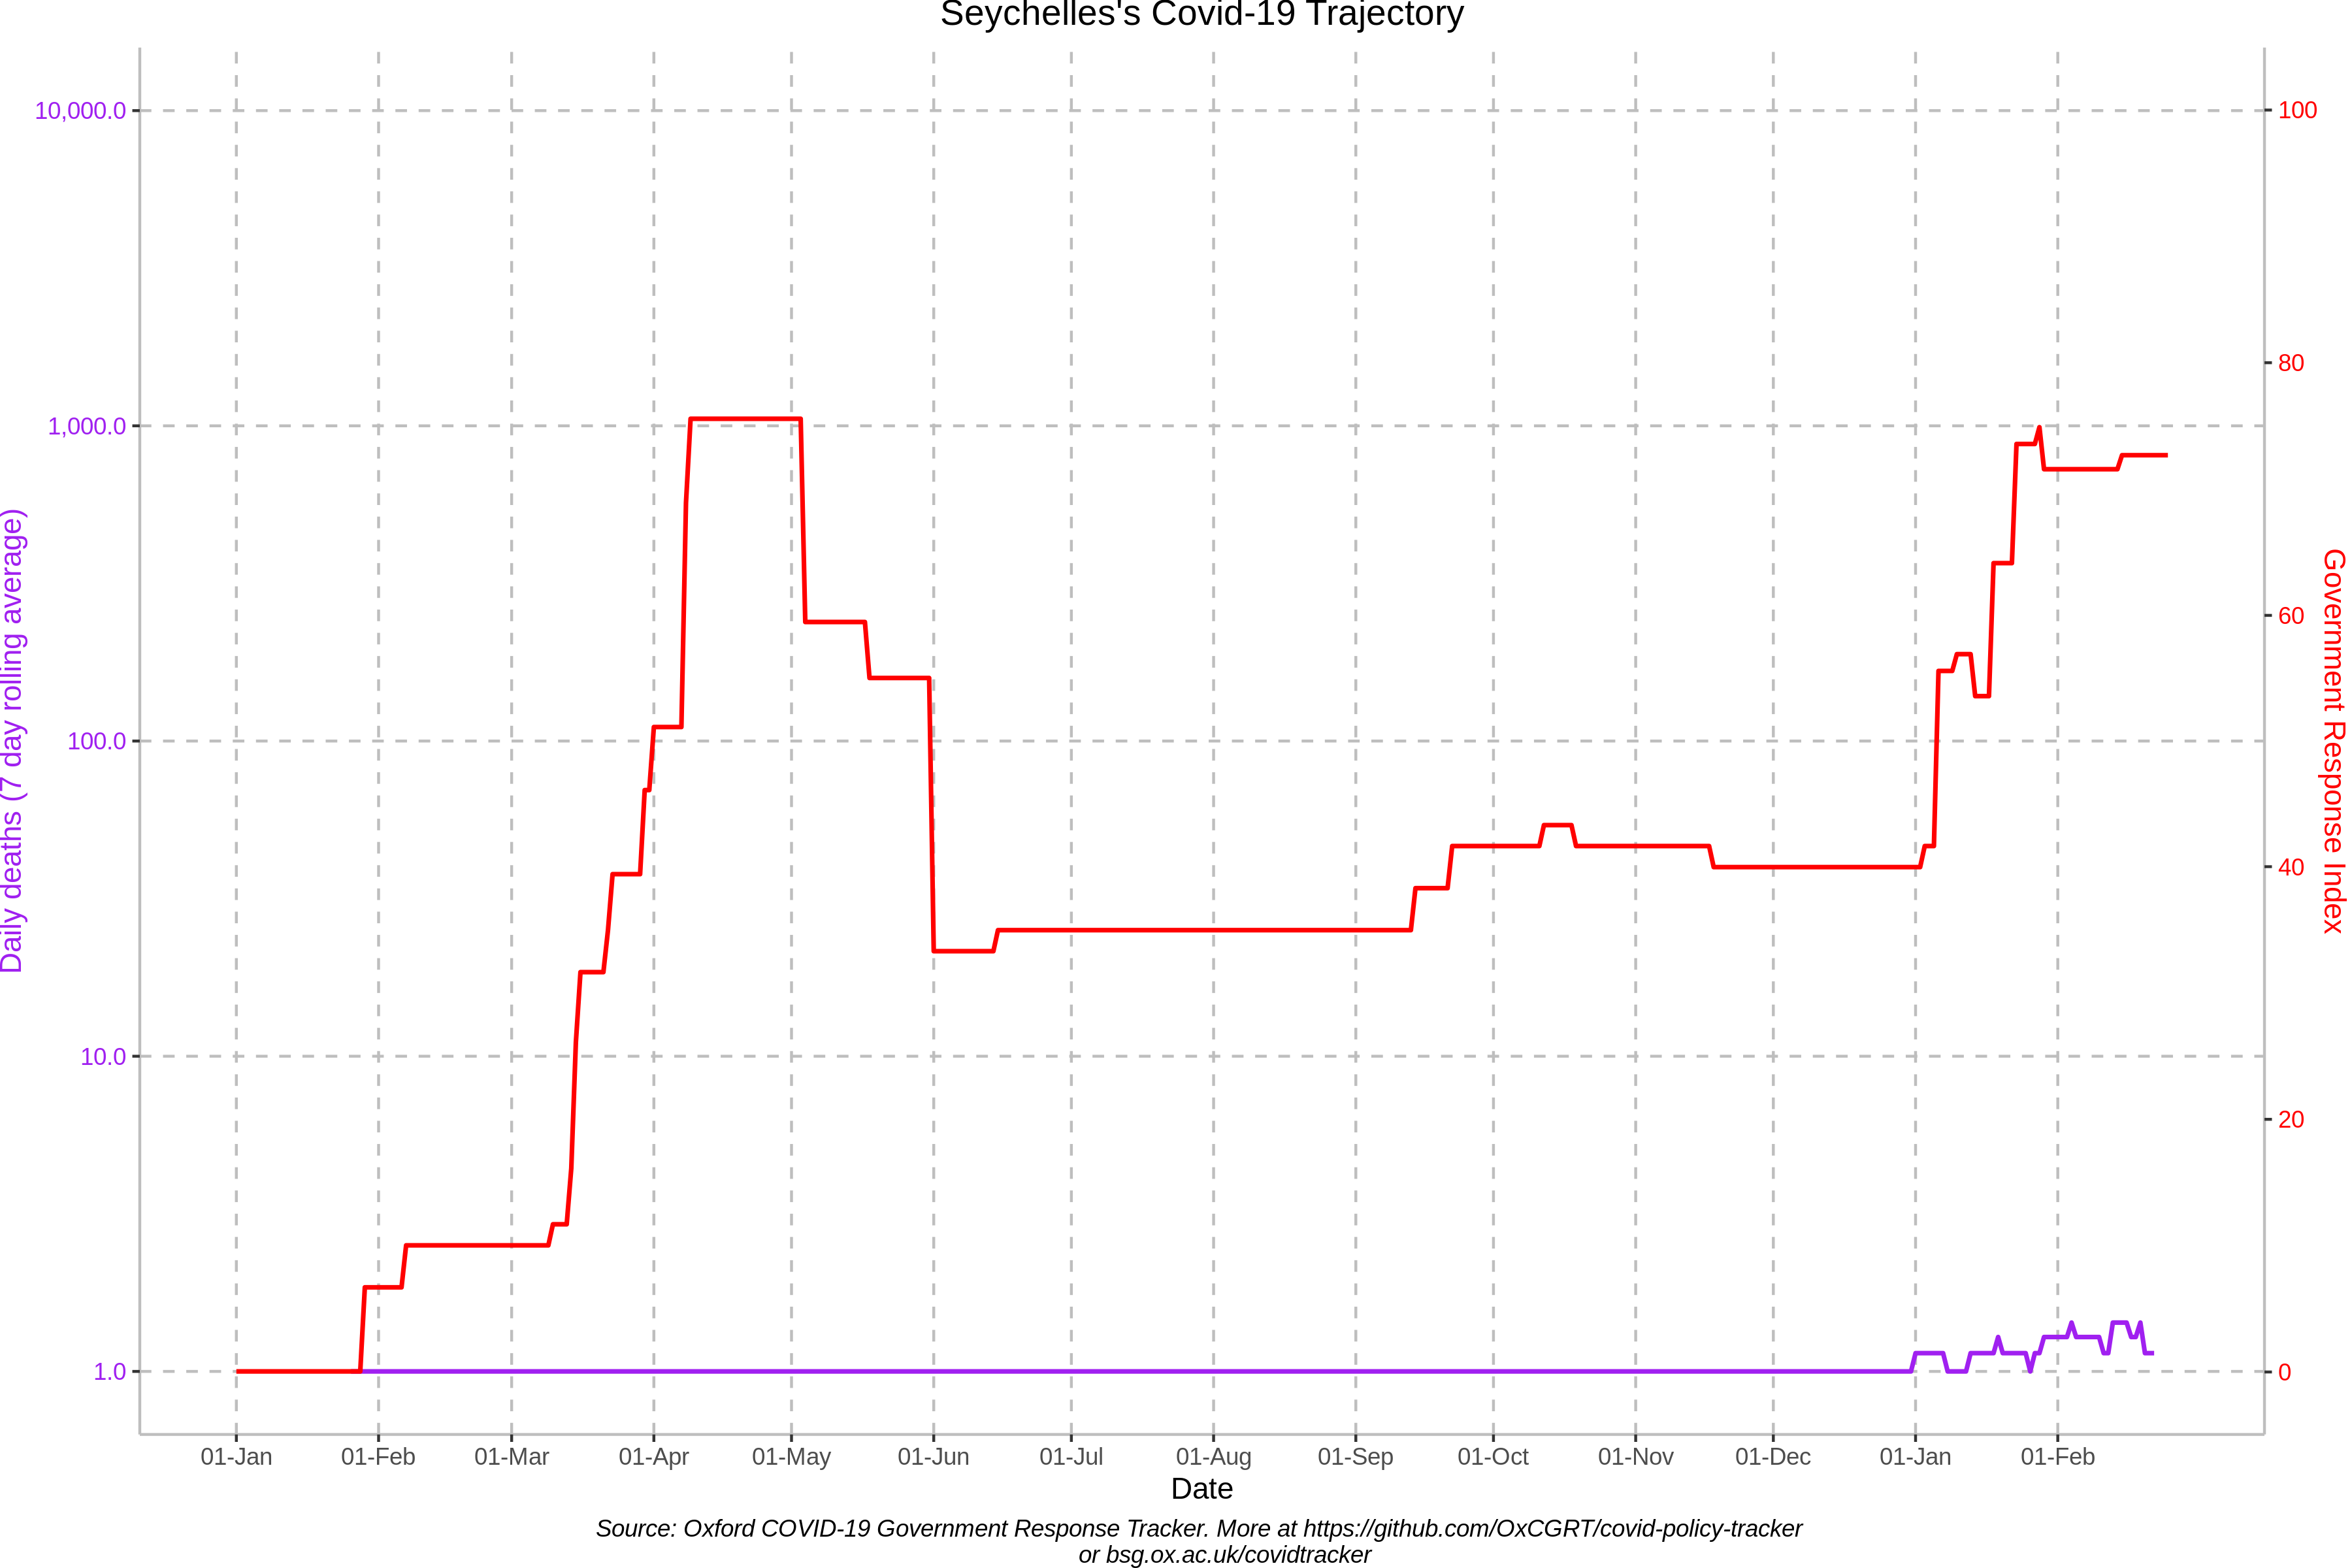 Seychelles's Covid-19 Trajectory
10,000.0
1,000.0
100.0
10.0
1.0
Daily deaths (7 day rolling average)
100
80
60
40
20
0
Government Response Index
01-Jan 01-Feb 01-Mar 01-Apr 01-May 01-Jun 01-Jul 01-Aug 01-Sep 01-Oct 01-Nov 01-Dec 01-Jan 01-Feb
Date
Source: Oxford COVID-19 Government Response Tracker. More at https://github.com/OxCGRT/covid-policy-tracker
or bsg.ox.ac.uk/covidtracker